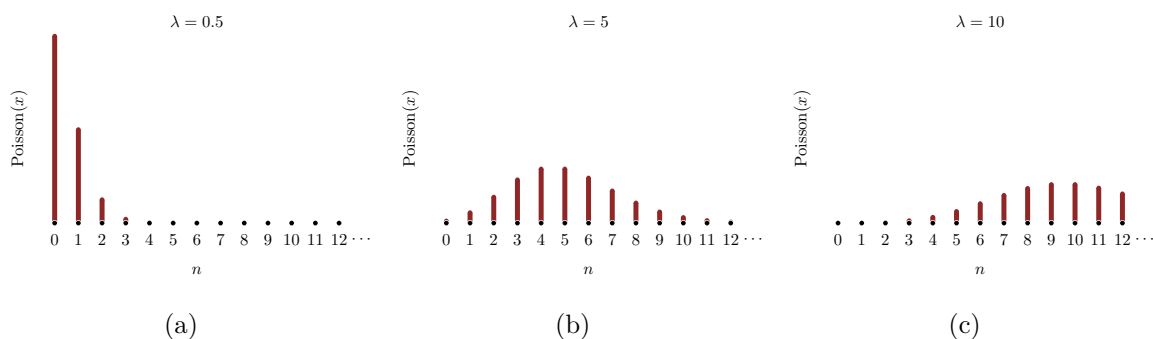 λ = 0.5
Poisson(x)
0 1 2 3 4 5 6 7 8 9 10 11 12 ⋯
n
(a)
λ = 5
Poisson(x)
0 1 2 3 4 5 6 7 8 9 10 11 12 ⋯
n
(b)
λ = 10
Poisson(x)
0 1 2 3 4 5 6 7 8 9 10 11 12 ⋯
n
(c)